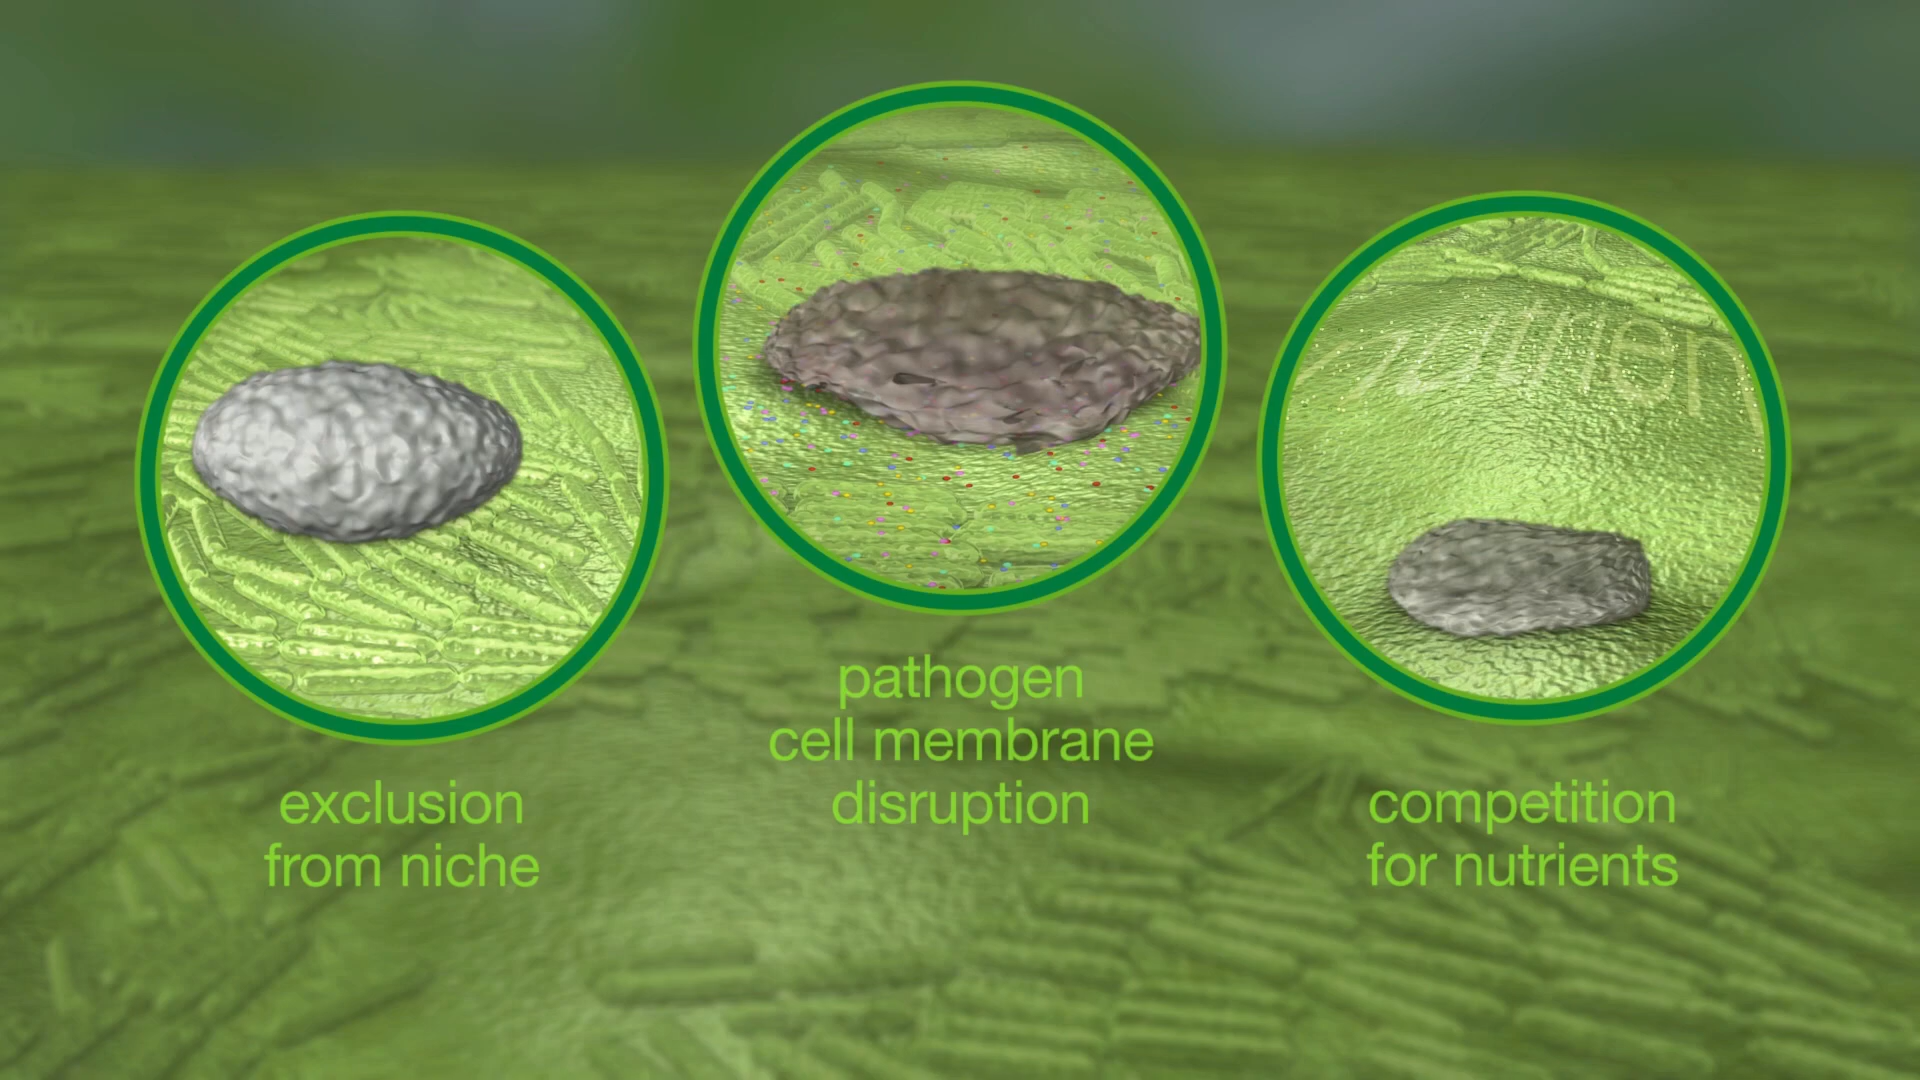 exclusion
from niche
pathogen
cell membrane
disruption
competition
for nutrients